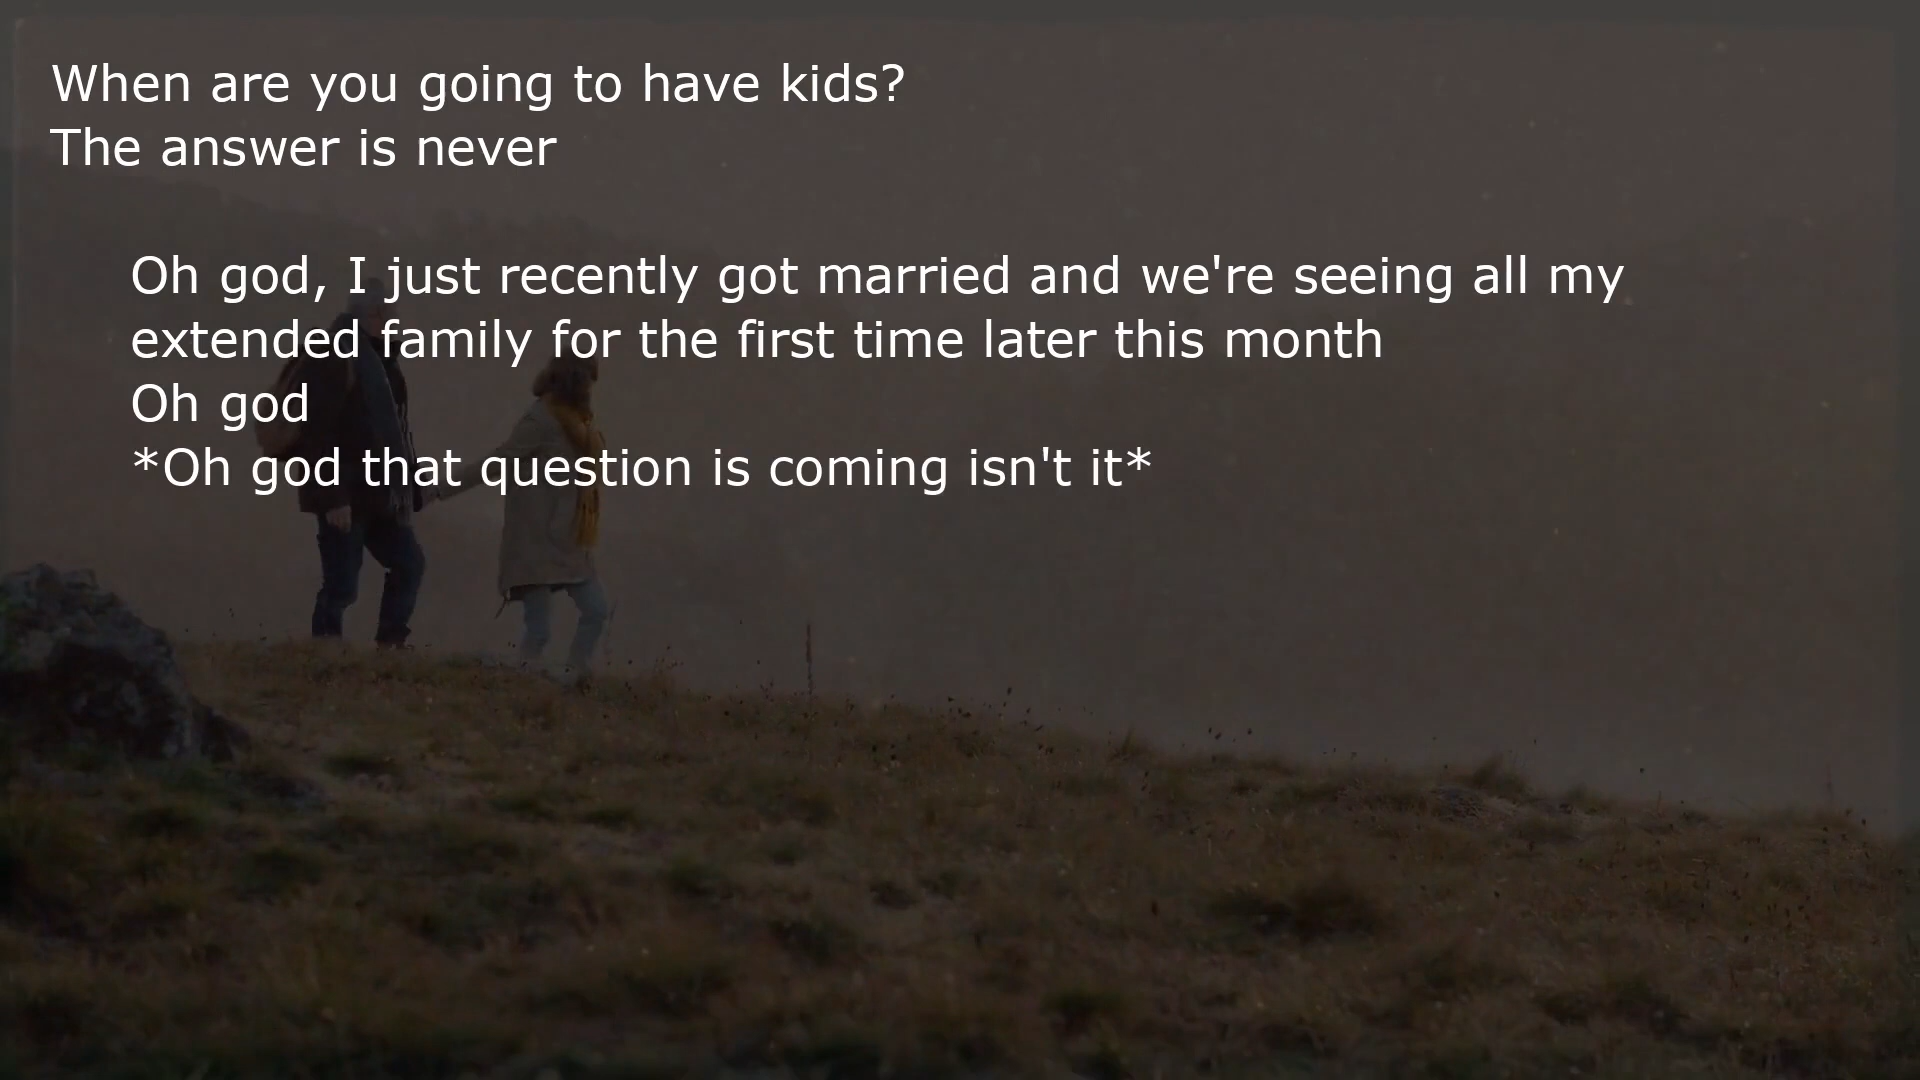 When are you going to have kids?
The answer is never
Oh god, I just recently got married and we're seeing all my
extended family for the first time later this month
Oh god
*Oh god that question is coming isn't it*